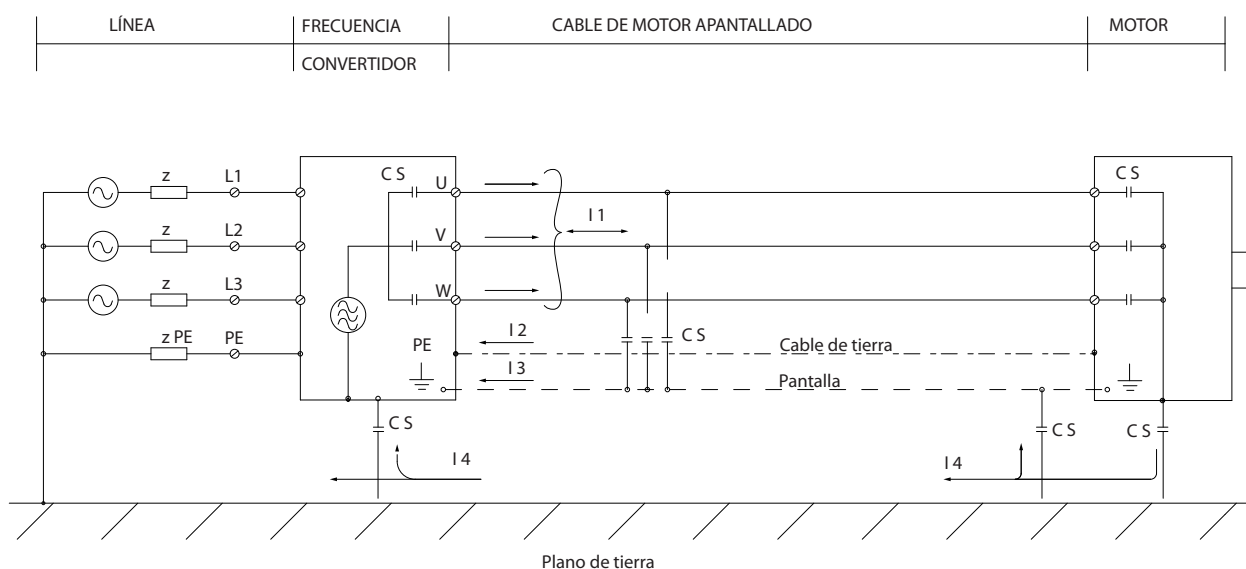 LÍNEA
FRECUENCIA
CONVERTIDOR
CABLE DE MOTOR APANTALLADO
MOTOR
z
L1
C S
U
I 1
C S
z
L2
V
z
L3
W
C S
z PE
PE
PE
I 2
Cable de tierra
I 3
Pantalla
C S
I 4
C S
C S
I 4
Plano de tierra